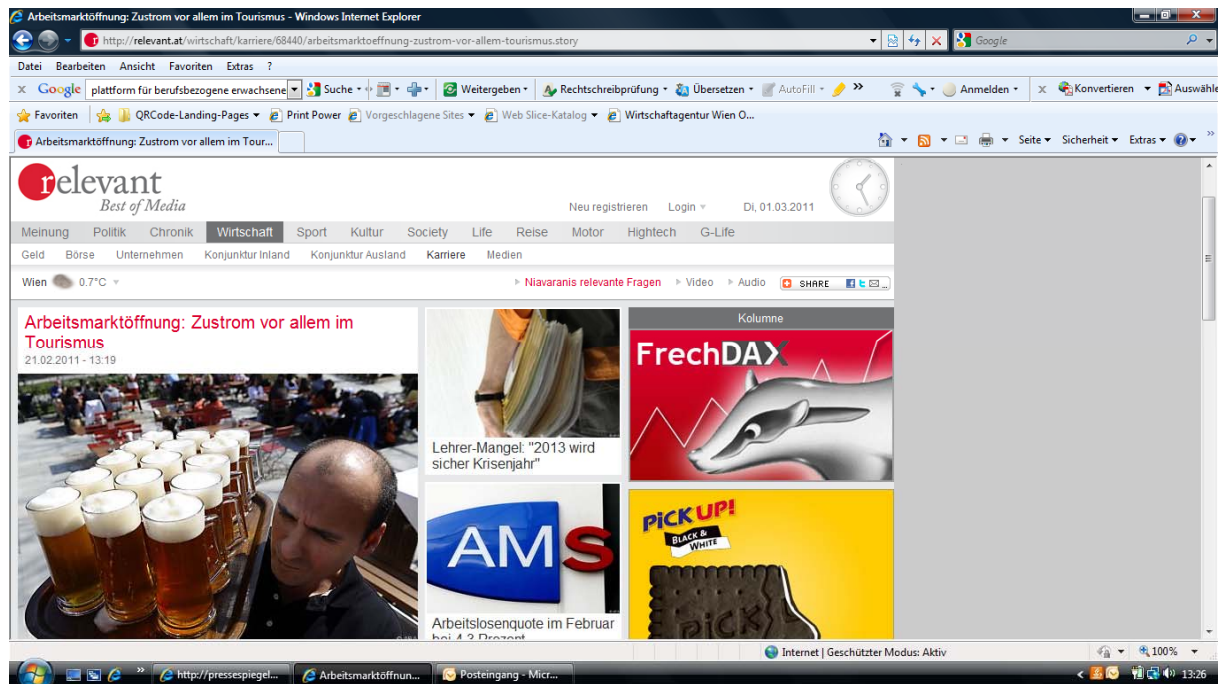 Arbeitsmarktöffnung: Zustrom vor allem im Tourismus - Windows Internet Explorer
http://relevant.at/wirtschaft/karriere/68440/arbeitsmarktoeffnung-zustrom-vor-allem-tourismus.story
Google
Datei Bearbeiten Ansicht Favoriten Extras ?
x Google plattform für berufsbezogene erwachsene Suche Weitergeben Rechtschreibprüfung Übersetzen AutoFill » Anmelden x Konvertieren Auswähle
Favoriten QRCode-Landing-Pages Print Power Vorgeschlagene Sites Web Slice-Katalog Wirtschaftagentur Wien O...
Arbeitsmarktöffnung: Zustrom vor allem im Tour... Seite Sicherheit Extras »
relevant
Best of Media
Neu registrieren Login Di, 01.03.2011
Meinung Politik Chronik Wirtschaft Sport Kultur Society Life Reise Motor Hightech G-Life
Geld Börse Unternehmen Konjunktur Inland Konjunktur Ausland Karriere Medien
Wien 0.7°C Niavaranis relevante Fragen Video Audio SHARE
Arbeitsmarktöffnung: Zustrom vor allem im
Tourismus
21.02.2011 - 13:19
Lehrer-Mangel: "2013 wird
sicher Krisenjahr"
AMS
Arbeitslosenquote im Februar
bei 4,3 Prozent
Kolumne
FrechDAX
PiCK UP!
BLACK &
WHITE
PiCK
Internet | Geschützter Modus: Aktiv 100%
» http://pressespiegel... Arbeitsmarktöffnun... Posteingang - Micr... 13:26